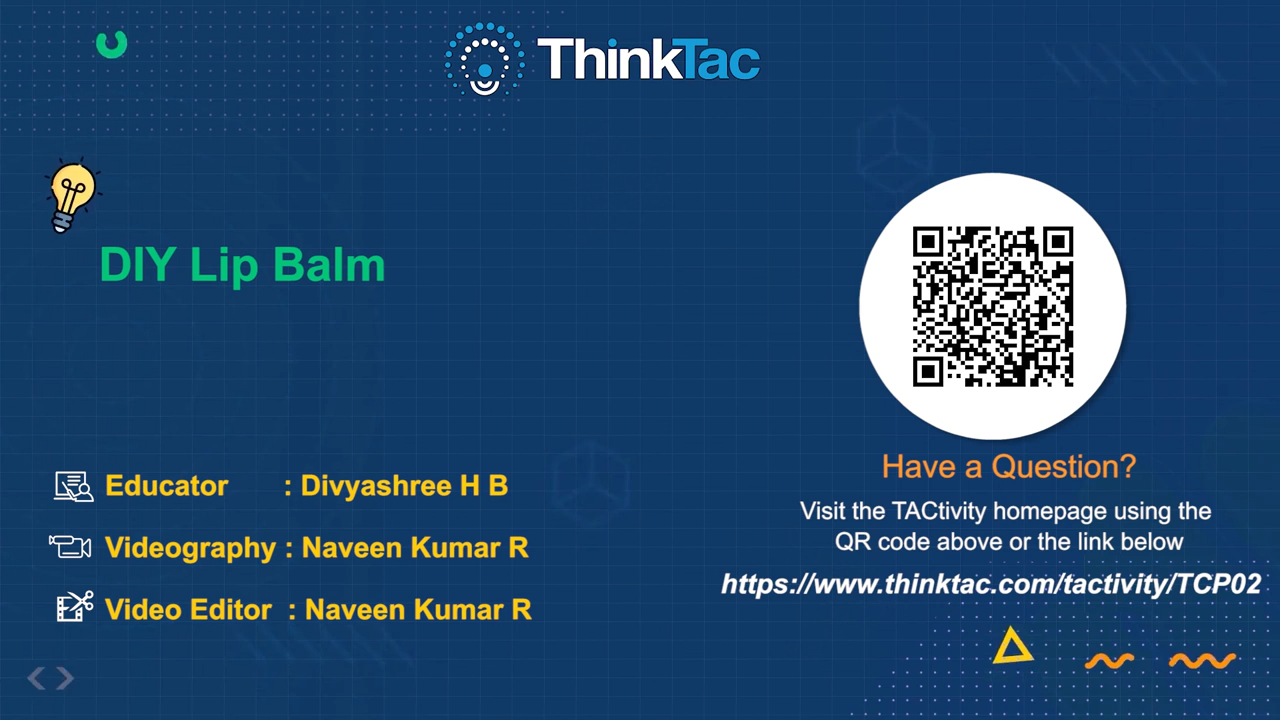 ThinkTac
DIY Lip Balm
Educator : Divyashree H B
Videography : Naveen Kumar R
Video Editor : Naveen Kumar R
Have a Question?
Visit the TACtivity homepage using the
QR code above or the link below
https://www.thinktac.com/tactivity/TCP02